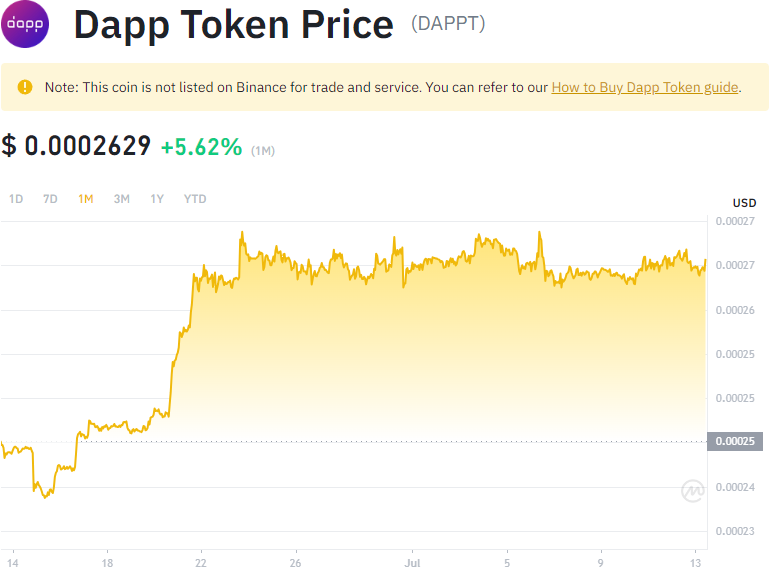 dapp
Dapp Token Price (DAPPT)
Note: This coin is not listed on Binance for trade and service. You can refer to our How to Buy Dapp Token guide.
$ 0.0002629 +5.62% (1M)
1D 7D 1M 3M 1Y YTD
USD
0.00027
0.00027
0.00026
0.00025
0.00025
0.00025
0.00024
0.00023
14 18 22 26 Jul 5 9 13